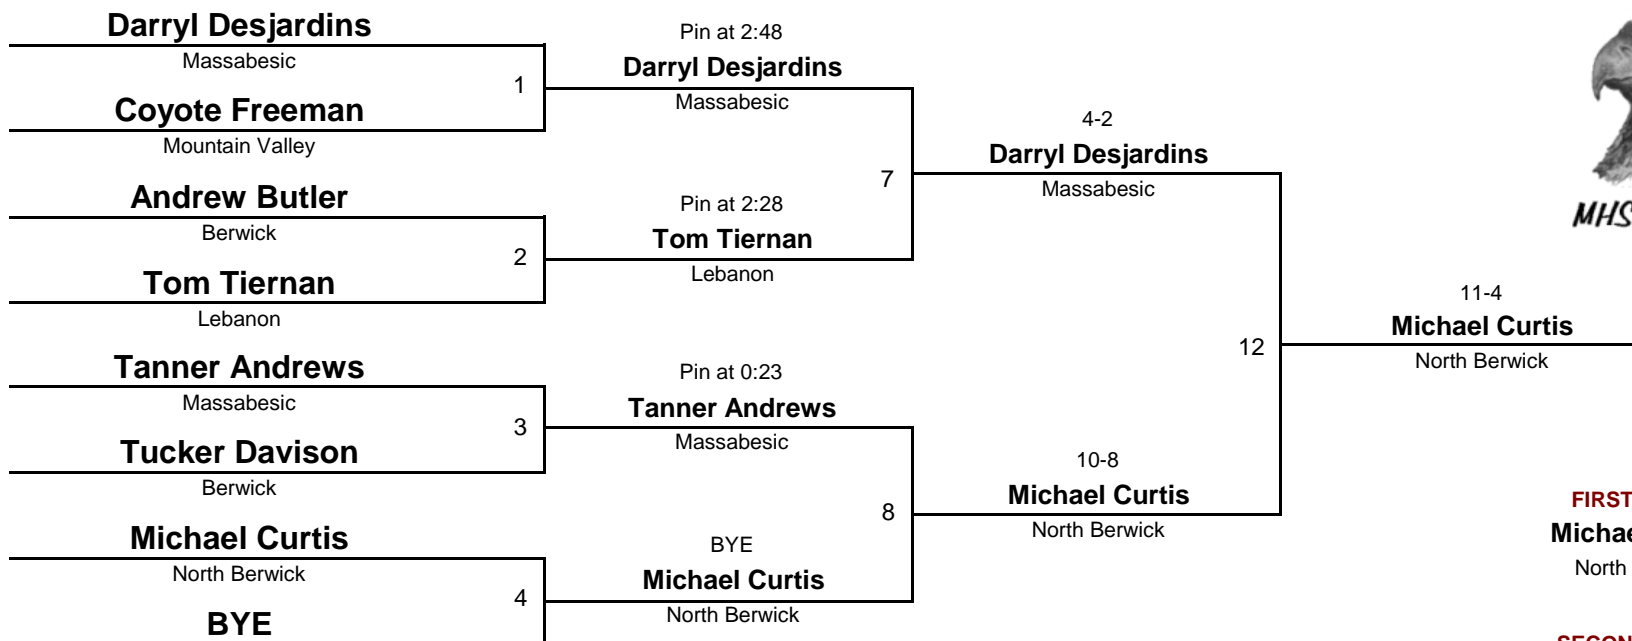 Darryl Desjardins
Massabesic
1
Coyote Freeman
Mountain Valley
Andrew Butler
Berwick
2
Tom Tiernan
Lebanon
Tanner Andrews
Massabesic
3
Tucker Davison
Berwick
Michael Curtis
North Berwick
4
BYE
Pin at 2:48
Darryl Desjardins
Massabesic
7
Pin at 2:28
Tom Tiernan
Lebanon
Pin at 0:23
Tanner Andrews
Massabesic
8
BYE
Michael Curtis
North Berwick
4-2
Darryl Desjardins
Massabesic
12
10-8
Michael Curtis
North Berwick
11-4
Michael Curtis
North Berwick
MHS
FIRST
Michae
North